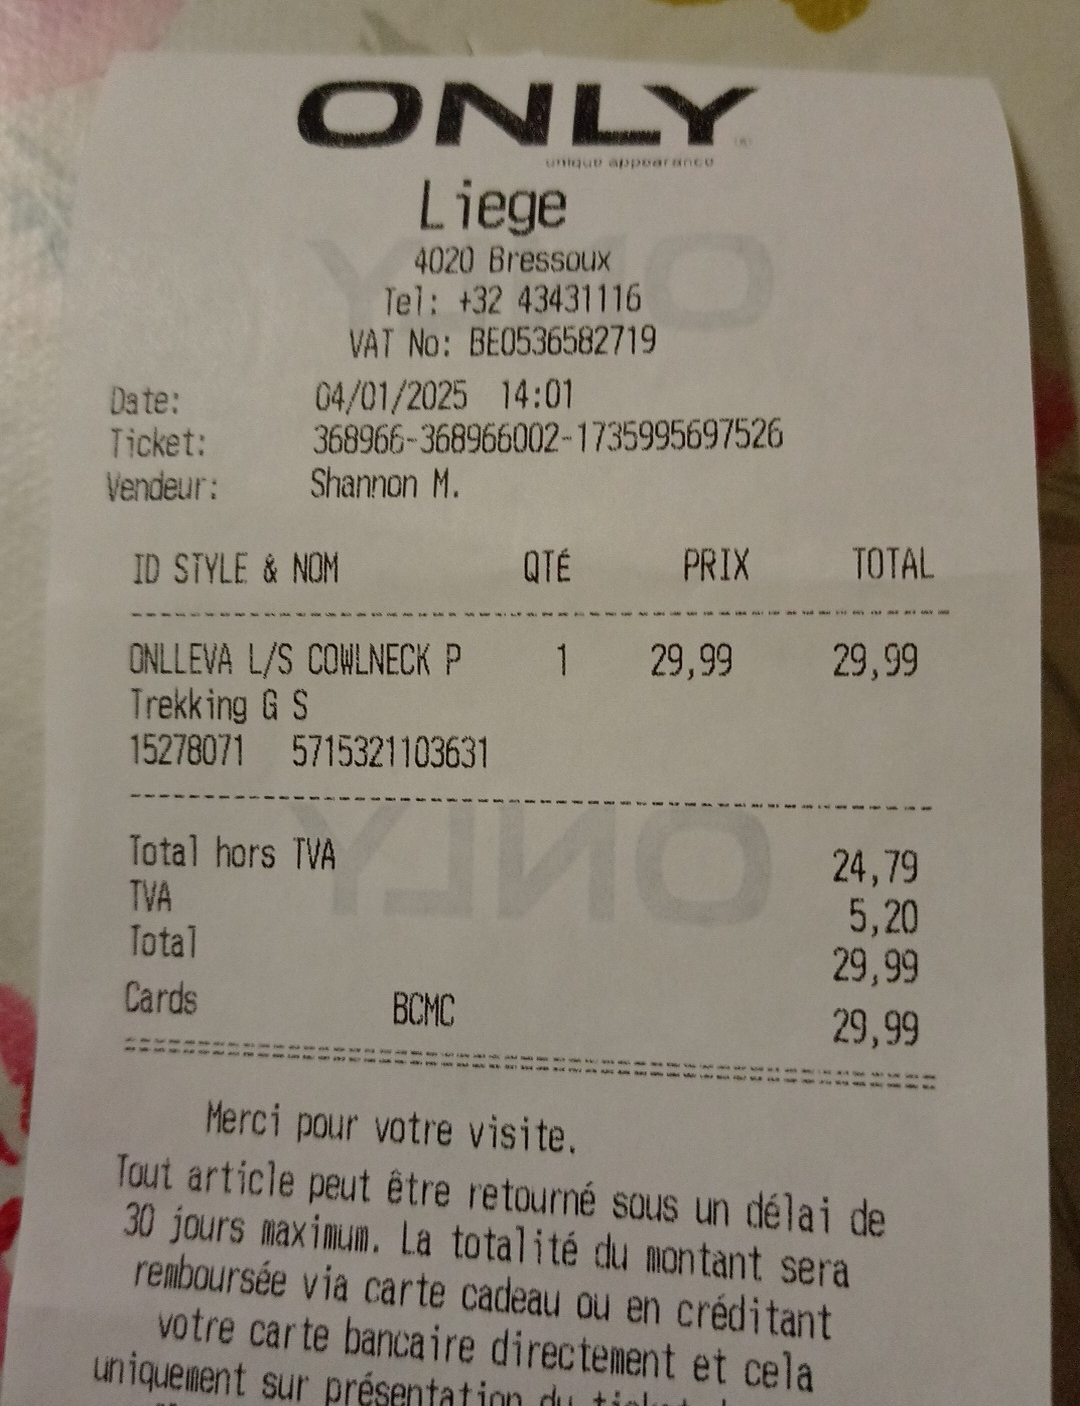 ONLY
unique appearance
Liege
4020 Bressoux
Tel: +32 43431116
VAT No: BE0536582719
Date: 04/01/2025 14:01
Ticket: 368966-368966002-1735995697526
Vendeur: Shannon M.
ID STYLE & NOM QTÉ PRIX TOTAL
ONLLEVA L/S COWLNECK P 1 29,99 29,99
Trekking G S
15278071 5715321103631
Total hors TVA 24,79
TVA 5,20
Total 29,99
Cards BCMC 29,99
Merci pour votre visite.
Tout article peut être retourné sous un délai de
30 jours maximum. La totalité du montant sera
remboursée via carte cadeau ou en créditant
votre carte bancaire directement et cela
uniquement sur présentation du ticket